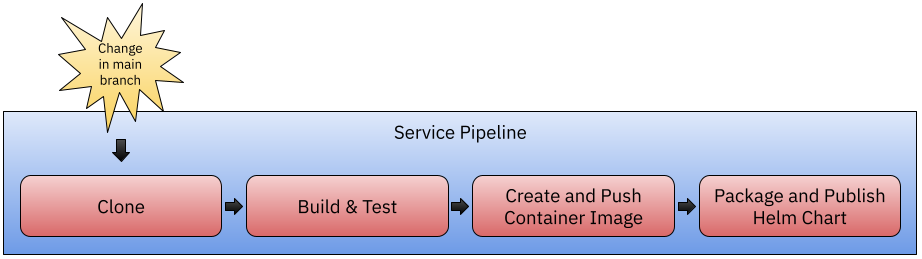 Change
in main
branch
Service Pipeline
Clone
Build & Test
Create and Push
Container Image
Package and Publish
Helm Chart